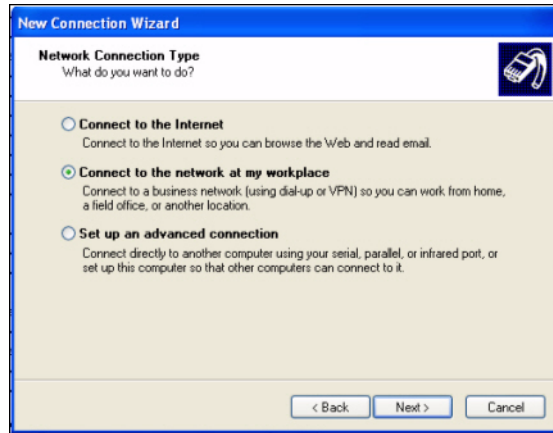 New Connection Wizard
Network Connection Type
What do you want to do?
Connect to the Internet
Connect to the Internet so you can browse the Web and read email.
Connect to the network at my workplace
Connect to a business network (using dial-up or VPN) so you can work from home,
a field office, or another location.
Set up an advanced connection
Connect directly to another computer using your serial, parallel, or infrared port, or
set up this computer so that other computers can connect to it.
< Back Next > Cancel